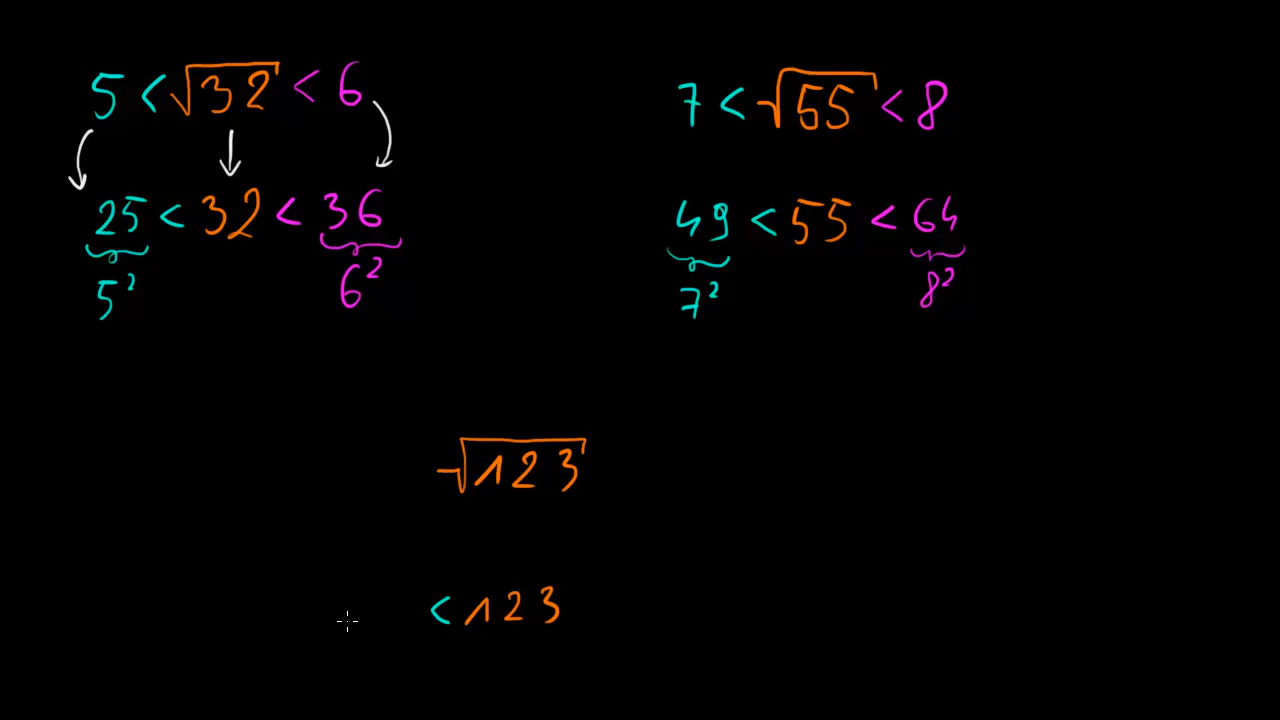 5 < √32 < 6
25 < 32 < 36
5² 6²
7 < √55 < 8
49 < 55 < 64
7² 8²
√123
< 123